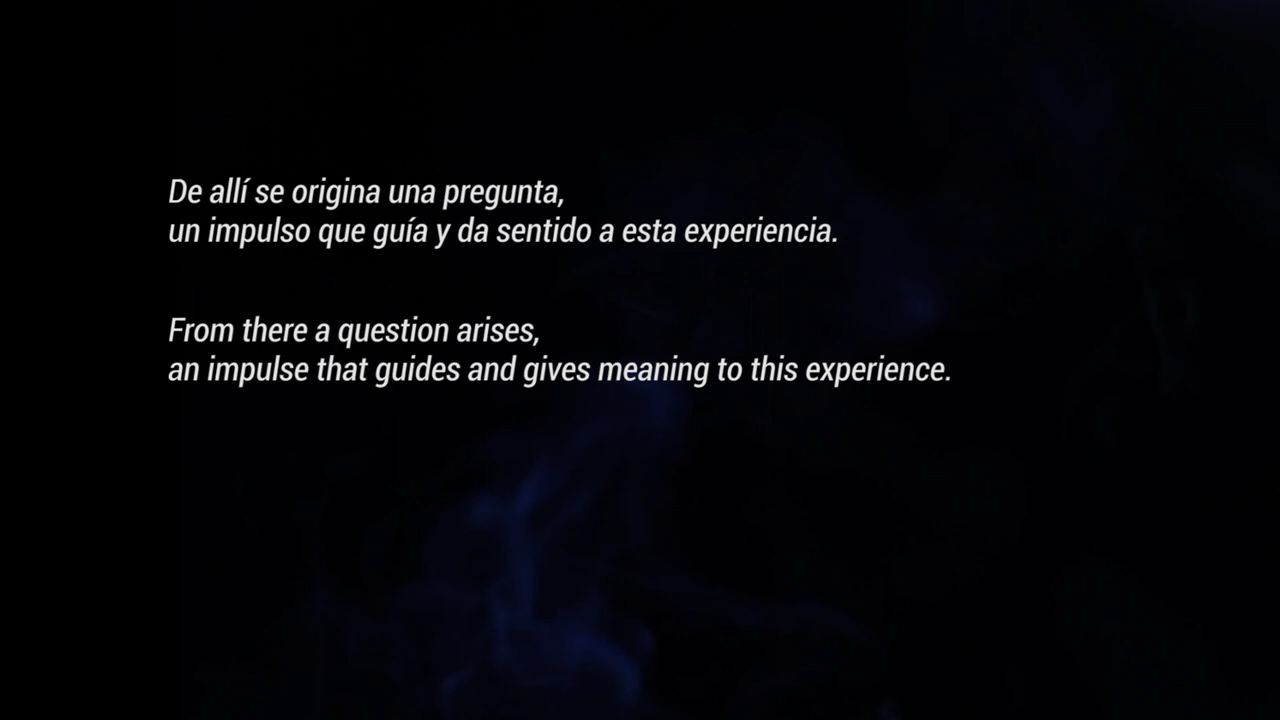 De allí se origina una pregunta,
un impulso que guía y da sentido a esta experiencia.
From there a question arises,
an impulse that guides and gives meaning to this experience.